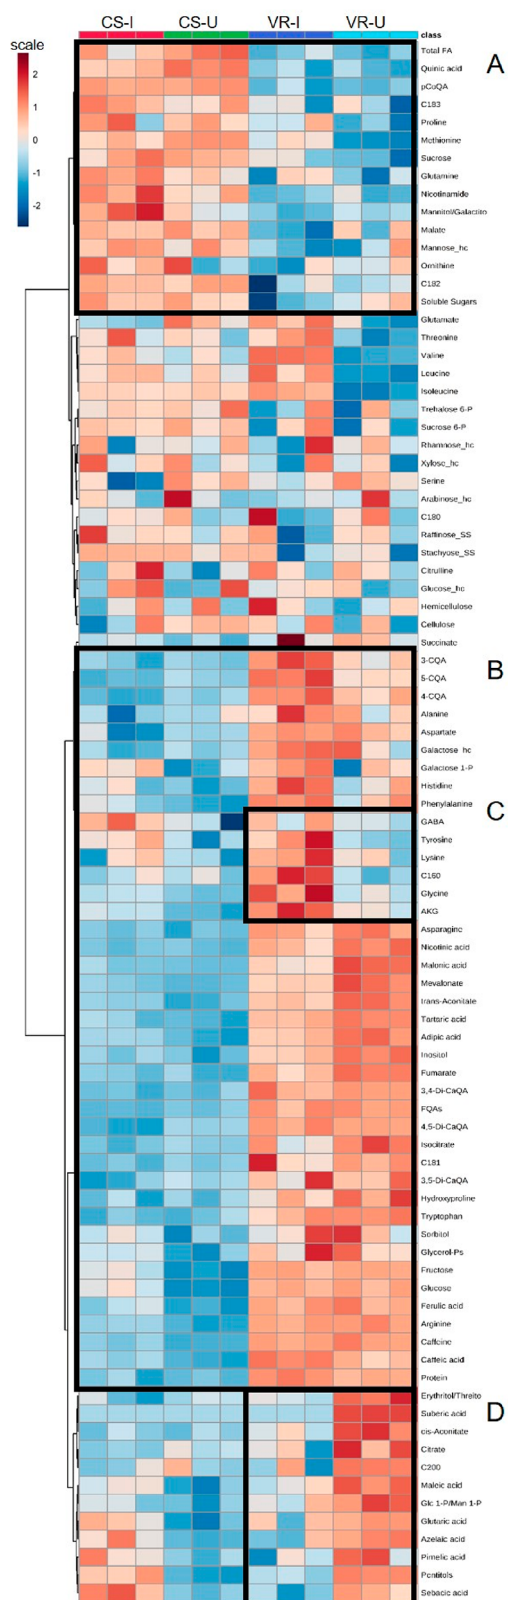 CS-I CS-U VR-I VR-U
class
scale
2
1
0
-1
-2
A
Total FA
Quinic acid
pCoQA
C183
Proline
Methionine
Sucrose
Glutamine
Nicotinamide
Mannitol/Galactito
Malate
Mannose_hc
Ornithine
C182
Soluble Sugars
Glutamate
Threonine
Valine
Leucine
Isoleucine
Trehalose 6-P
Sucrose 6-P
Rhamnose_hc
Xylose_hc
Serine
Arabinose_hc
C180
Raffinose_SS
Stachyose_SS
Citrulline
Glucose_hc
Hemicellulose
Cellulose
Succinate
B
3-CQA
5-CQA
4-CQA
Alanine
Aspartate
Galactose_hc
Galactose 1-P
Histidine
Phenylalanine
C
GABA
Tyrosine
Lysine
C160
Glycine
AKG
Asparagine
Nicotinic acid
Malonic acid
Mevalonate
trans-Aconitate
Tartaric acid
Adipic acid
Inositol
Fumarate
3,4-Di-CaQA
FQAs
4,5-Di-CaQA
Isocitrate
C181
3,5-Di-CaQA
Hydroxyproline
Tryptophan
Sorbitol
Glycerol-Ps
Fructose
Glucose
Ferulic acid
Arginine
Caffeine
Caffeic acid
Protein
D
Erythritol/Threito
Suberic acid
cis-Aconitate
Citrate
C200
Maleic acid
Glc 1-P/Man 1-P
Glutaric acid
Azelaic acid
Pimelic acid
Pentitols
Sebacic acid